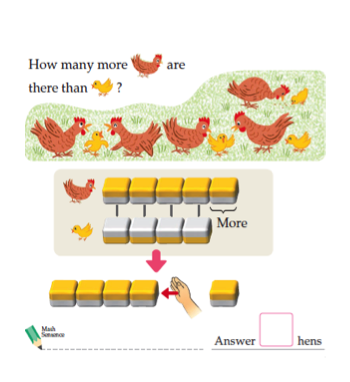 How many more are
there than ?
More
Math
Sentence
Answer hens